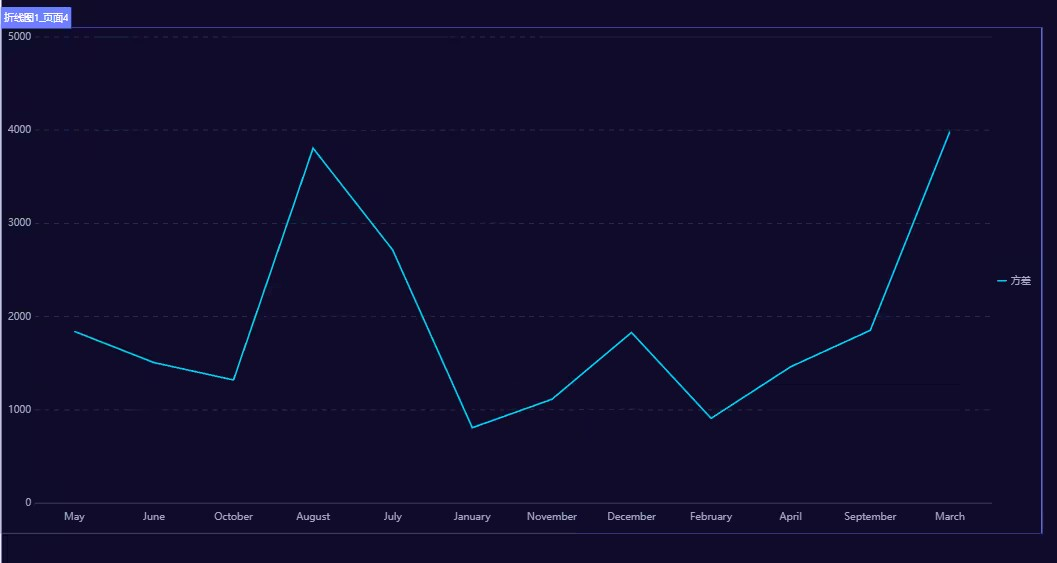 折线图1_页面4
5000
4000
3000
2000
1000
0
方差
May June October August July January November December February April September March